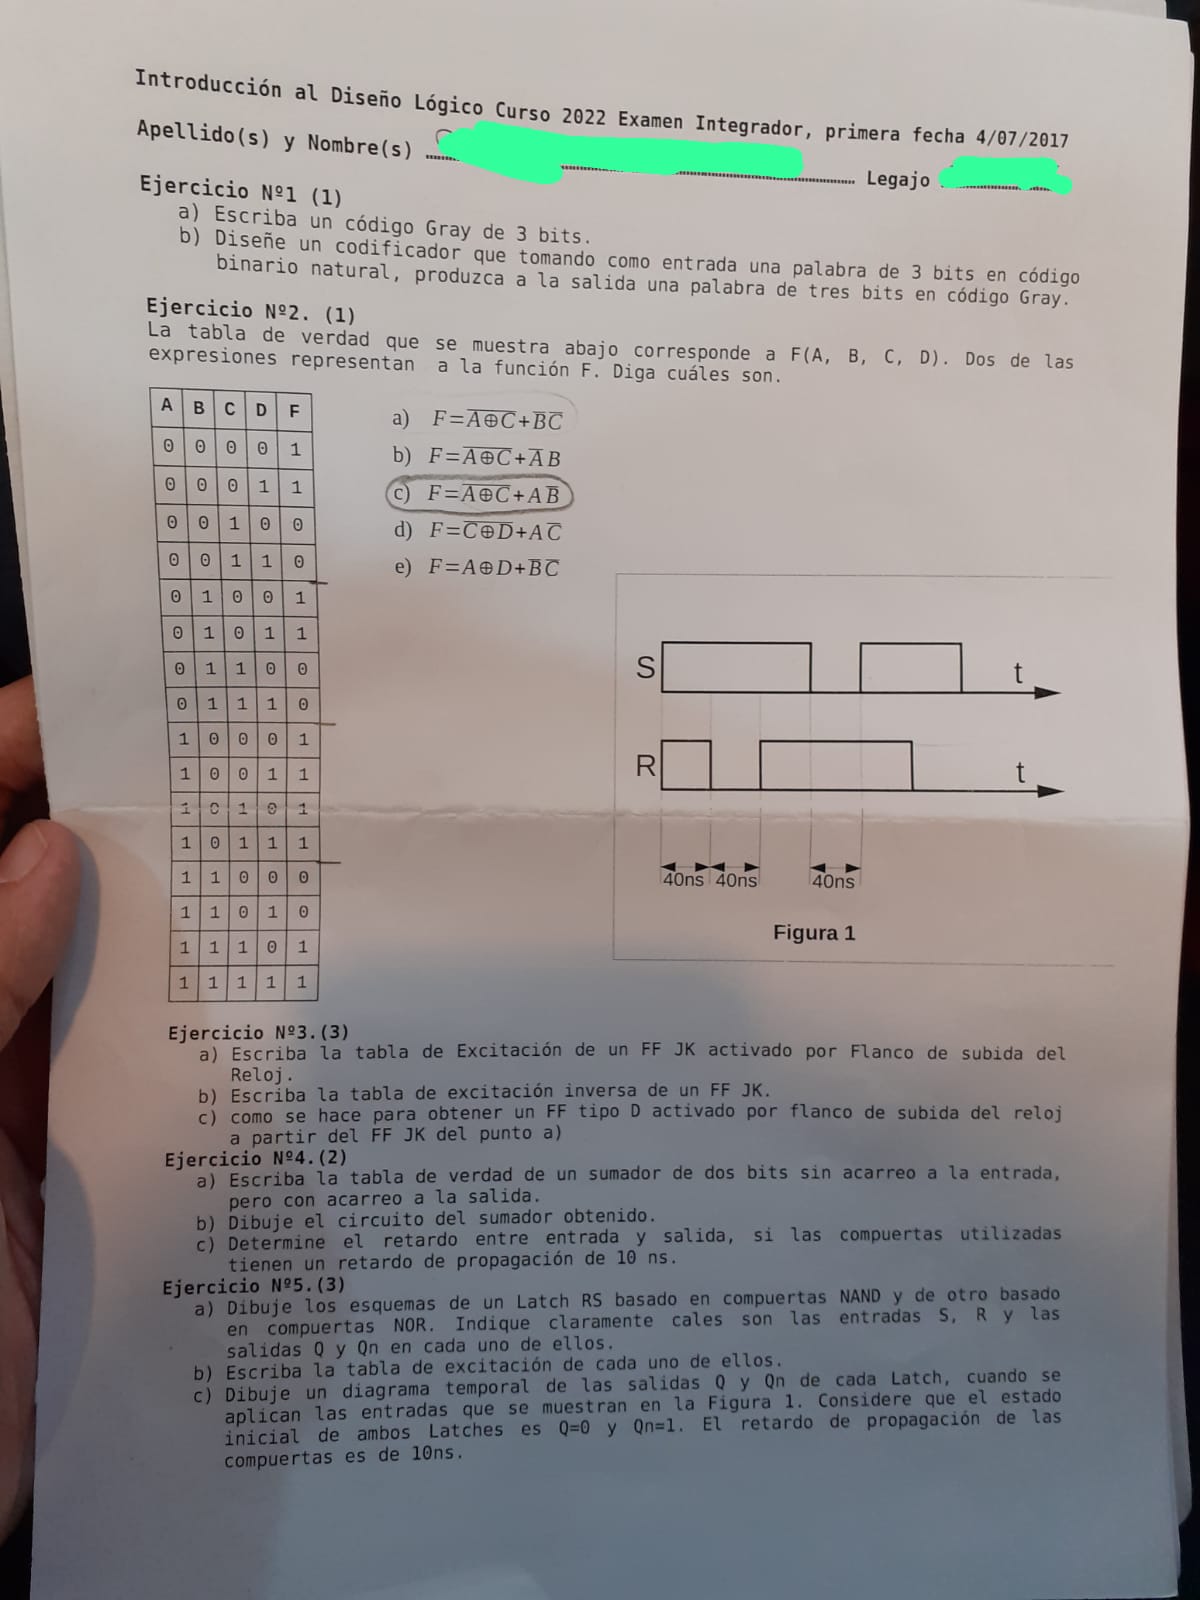 Introducción al Diseño Lógico Curso 2022 Examen Integrador, primera fecha 4/07/2017
Apellido(s) y Nombre(s) Legajo
Ejercicio Nº1 (1)
a) Escriba un código Gray de 3 bits.
b) Diseñe un codificador que tomando como entrada una palabra de 3 bits en código
binario natural, produzca a la salida una palabra de tres bits en código Gray.
Ejercicio Nº2. (1)
La tabla de verdad que se muestra abajo corresponde a F(A, B, C, D). Dos de las
expresiones representan a la función F. Diga cuáles son.
A B C D F
0 0 0 0 1
0 0 0 1 1
0 0 1 0 0
0 0 1 1 0
0 1 0 0 1
0 1 0 1 1
0 1 1 0 0
0 1 1 1 0
1 0 0 0 1
1 0 0 1 1
1 0 1 0 1
1 0 1 1 1
1 1 0 0 0
1 1 0 1 0
1 1 1 0 1
1 1 1 1 1
a) F=A̅⊕̅C̅+B̅C̅
b) F=A̅⊕̅C̅+A̅B
c) F=A̅⊕̅C̅+AB̅
d) F=C̅⊕̅D̅+AC̅
e) F=A⊕D+B̅C̅
S t
R t
40ns 40ns 40ns
Figura 1
Ejercicio Nº3.(3)
a) Escriba la tabla de Excitación de un FF JK activado por Flanco de subida del
Reloj.
b) Escriba la tabla de excitación inversa de un FF JK.
c) como se hace para obtener un FF tipo D activado por flanco de subida del reloj
a partir del FF JK del punto a)
Ejercicio Nº4.(2)
a) Escriba la tabla de verdad de un sumador de dos bits sin acarreo a la entrada,
pero con acarreo a la salida.
b) Dibuje el circuito del sumador obtenido.
c) Determine el retardo entre entrada y salida, si las compuertas utilizadas
tienen un retardo de propagación de 10 ns.
Ejercicio Nº5.(3)
a) Dibuje los esquemas de un Latch RS basado en compuertas NAND y de otro basado
en compuertas NOR. Indique claramente cales son las entradas S, R y las
salidas Q y Qn en cada uno de ellos.
b) Escriba la tabla de excitación de cada uno de ellos.
c) Dibuje un diagrama temporal de las salidas Q y Qn de cada Latch, cuando se
aplican las entradas que se muestran en la Figura 1. Considere que el estado
inicial de ambos Latches es Q=0 y Qn=1. El retardo de propagación de las
compuertas es de 10ns.